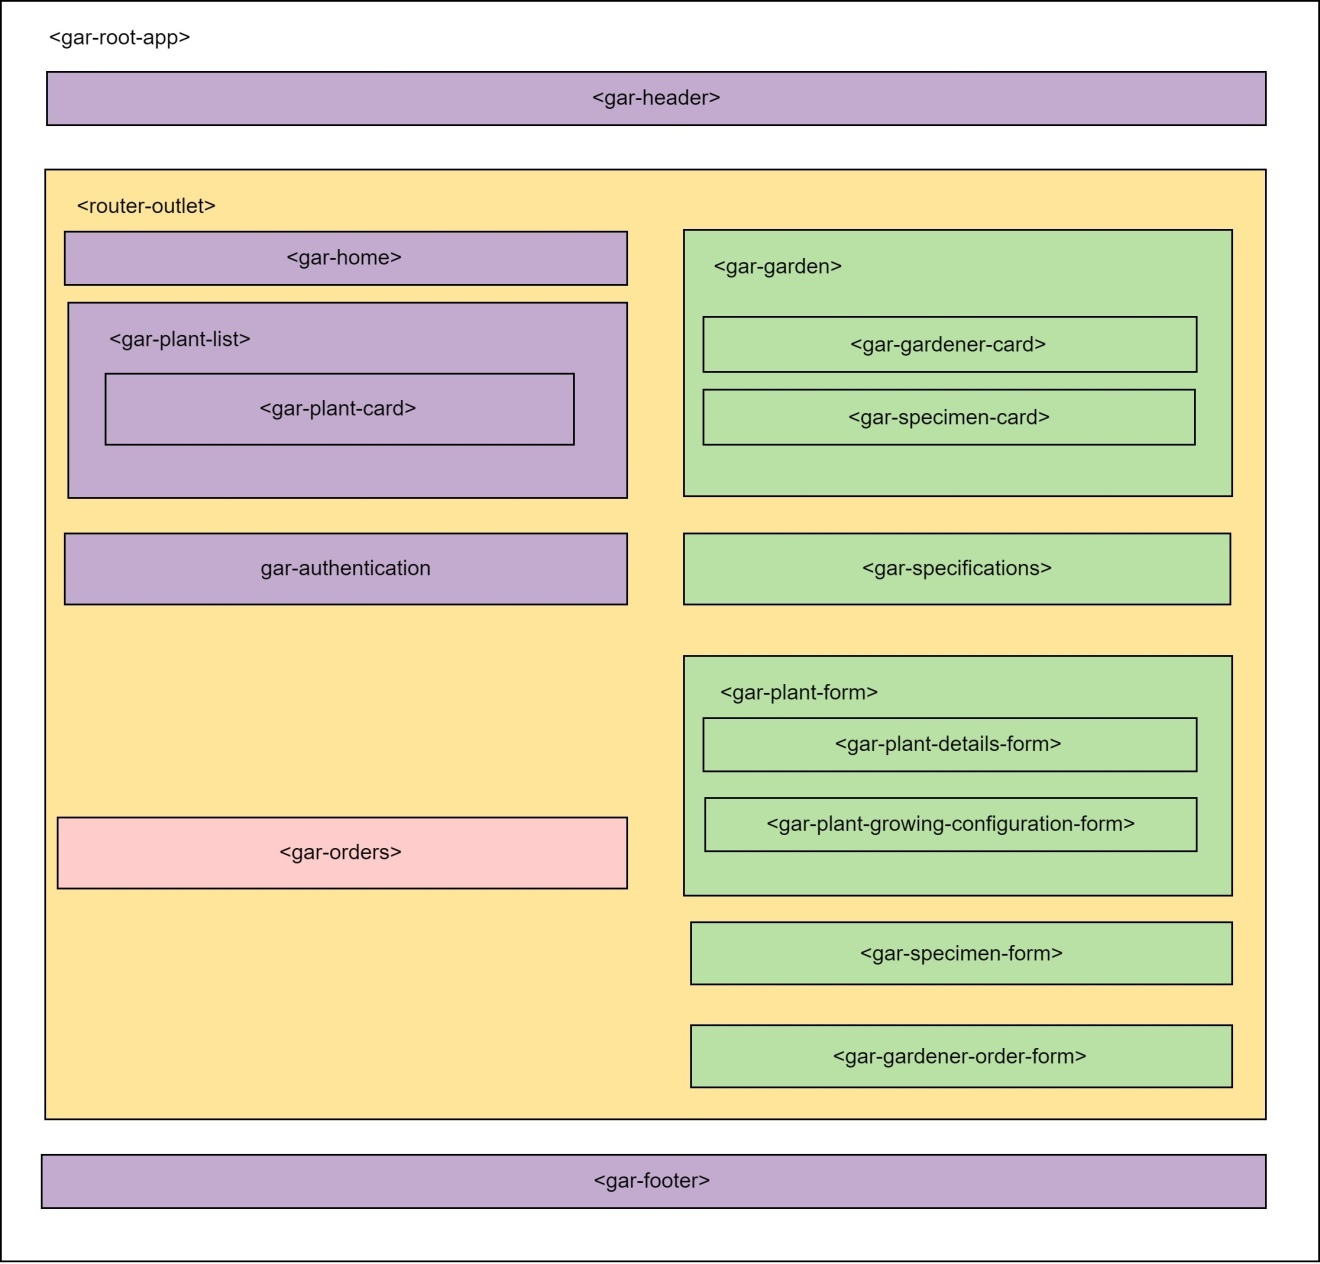 <gar-root-app>
<gar-header>
<router-outlet>
<gar-home>
<gar-plant-list>
<gar-plant-card>
gar-authentication
<gar-orders>
<gar-garden>
<gar-gardener-card>
<gar-specimen-card>
<gar-specifications>
<gar-plant-form>
<gar-plant-details-form>
<gar-plant-growing-configuration-form>
<gar-specimen-form>
<gar-gardener-order-form>
<gar-footer>